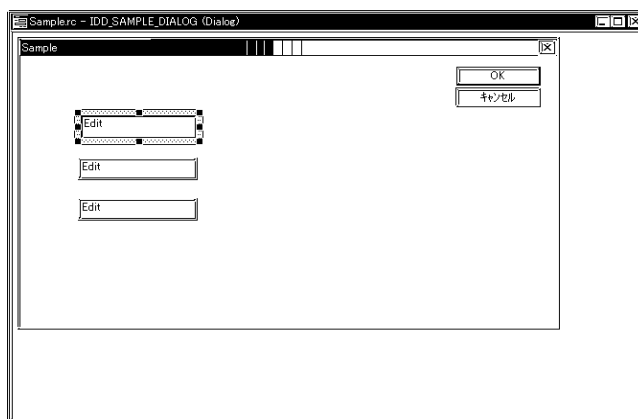 Sample.rc - IDD_SAMPLE_DIALOG (Dialog)
Sample
OK
キャンセル
Edit
Edit
Edit